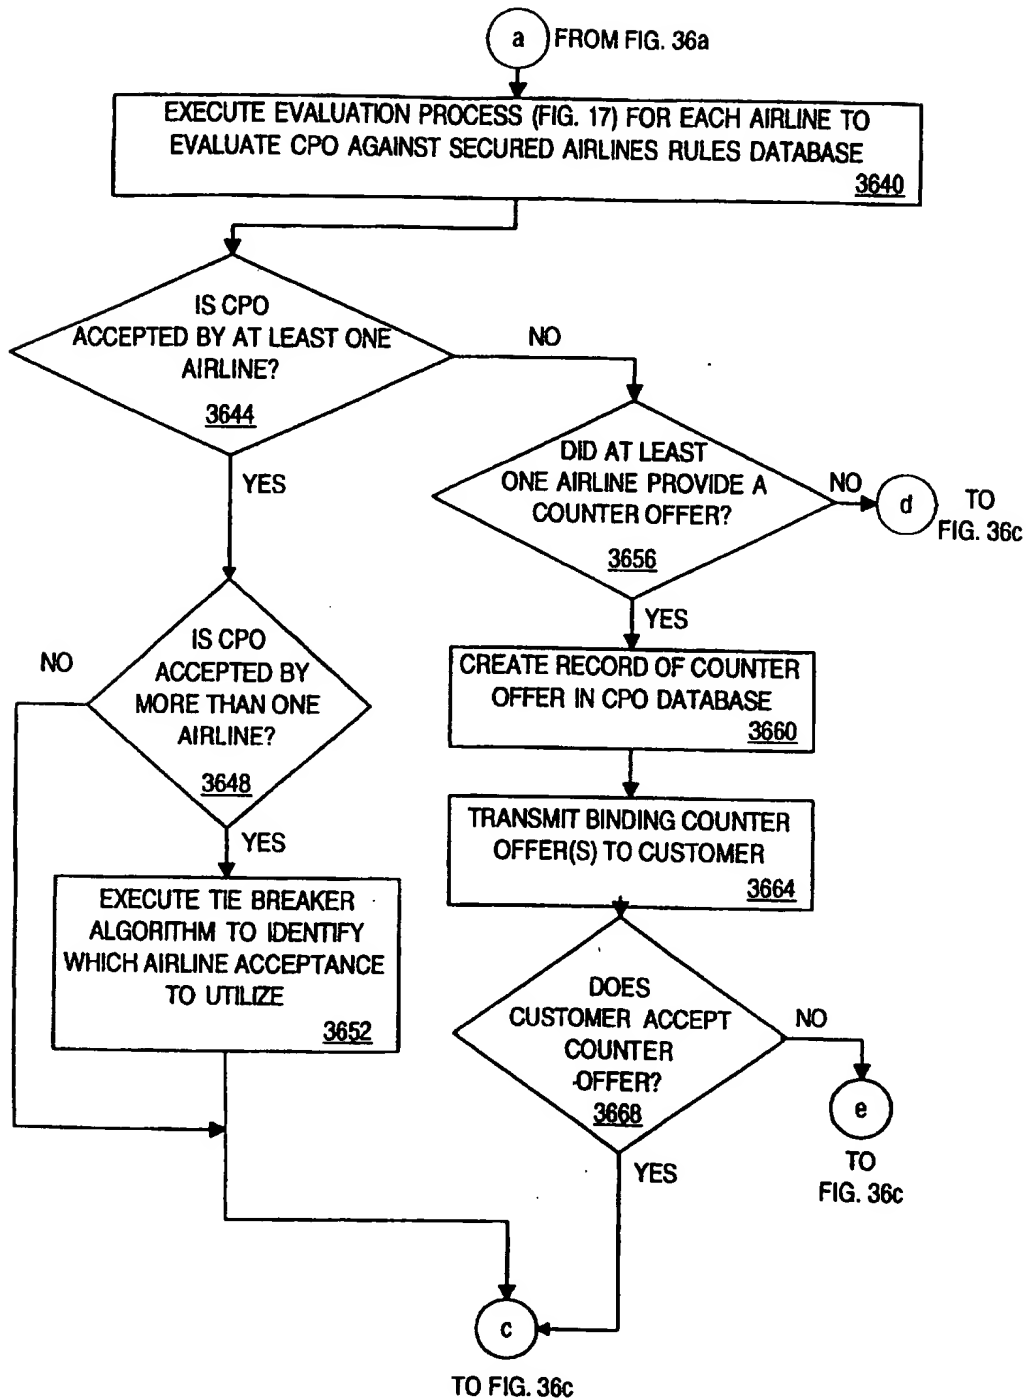 a FROM FIG. 36a
EXECUTE EVALUATION PROCESS (FIG. 17) FOR EACH AIRLINE TO
EVALUATE CPO AGAINST SECURED AIRLINES RULES DATABASE
3640
IS CPO
ACCEPTED BY AT LEAST ONE
AIRLINE?
3644
NO
YES
DID AT LEAST
ONE AIRLINE PROVIDE A
COUNTER OFFER?
3656
NO
d
TO
FIG. 36c
YES
IS CPO
ACCEPTED BY
MORE THAN ONE
AIRLINE?
3648
NO
YES
CREATE RECORD OF COUNTER
OFFER IN CPO DATABASE
3660
TRANSMIT BINDING COUNTER
OFFER(S) TO CUSTOMER
3664
EXECUTE TIE BREAKER
ALGORITHM TO IDENTIFY
WHICH AIRLINE ACCEPTANCE
TO UTILIZE
3652
DOES
CUSTOMER ACCEPT
COUNTER
OFFER?
3668
NO
e
TO
FIG. 36c
YES
c
TO FIG. 36c